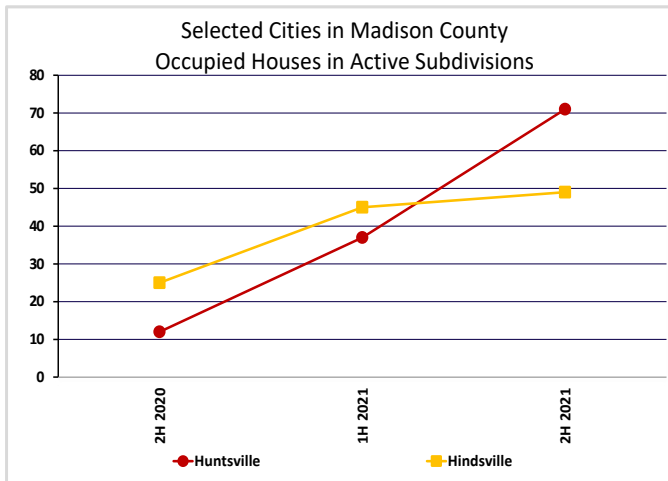 Selected Cities in Madison County
Occupied Houses in Active Subdivisions
80
70
60
50
40
30
20
10
0
2H 2020
1H 2021
2H 2021
Huntsville
Hindsville